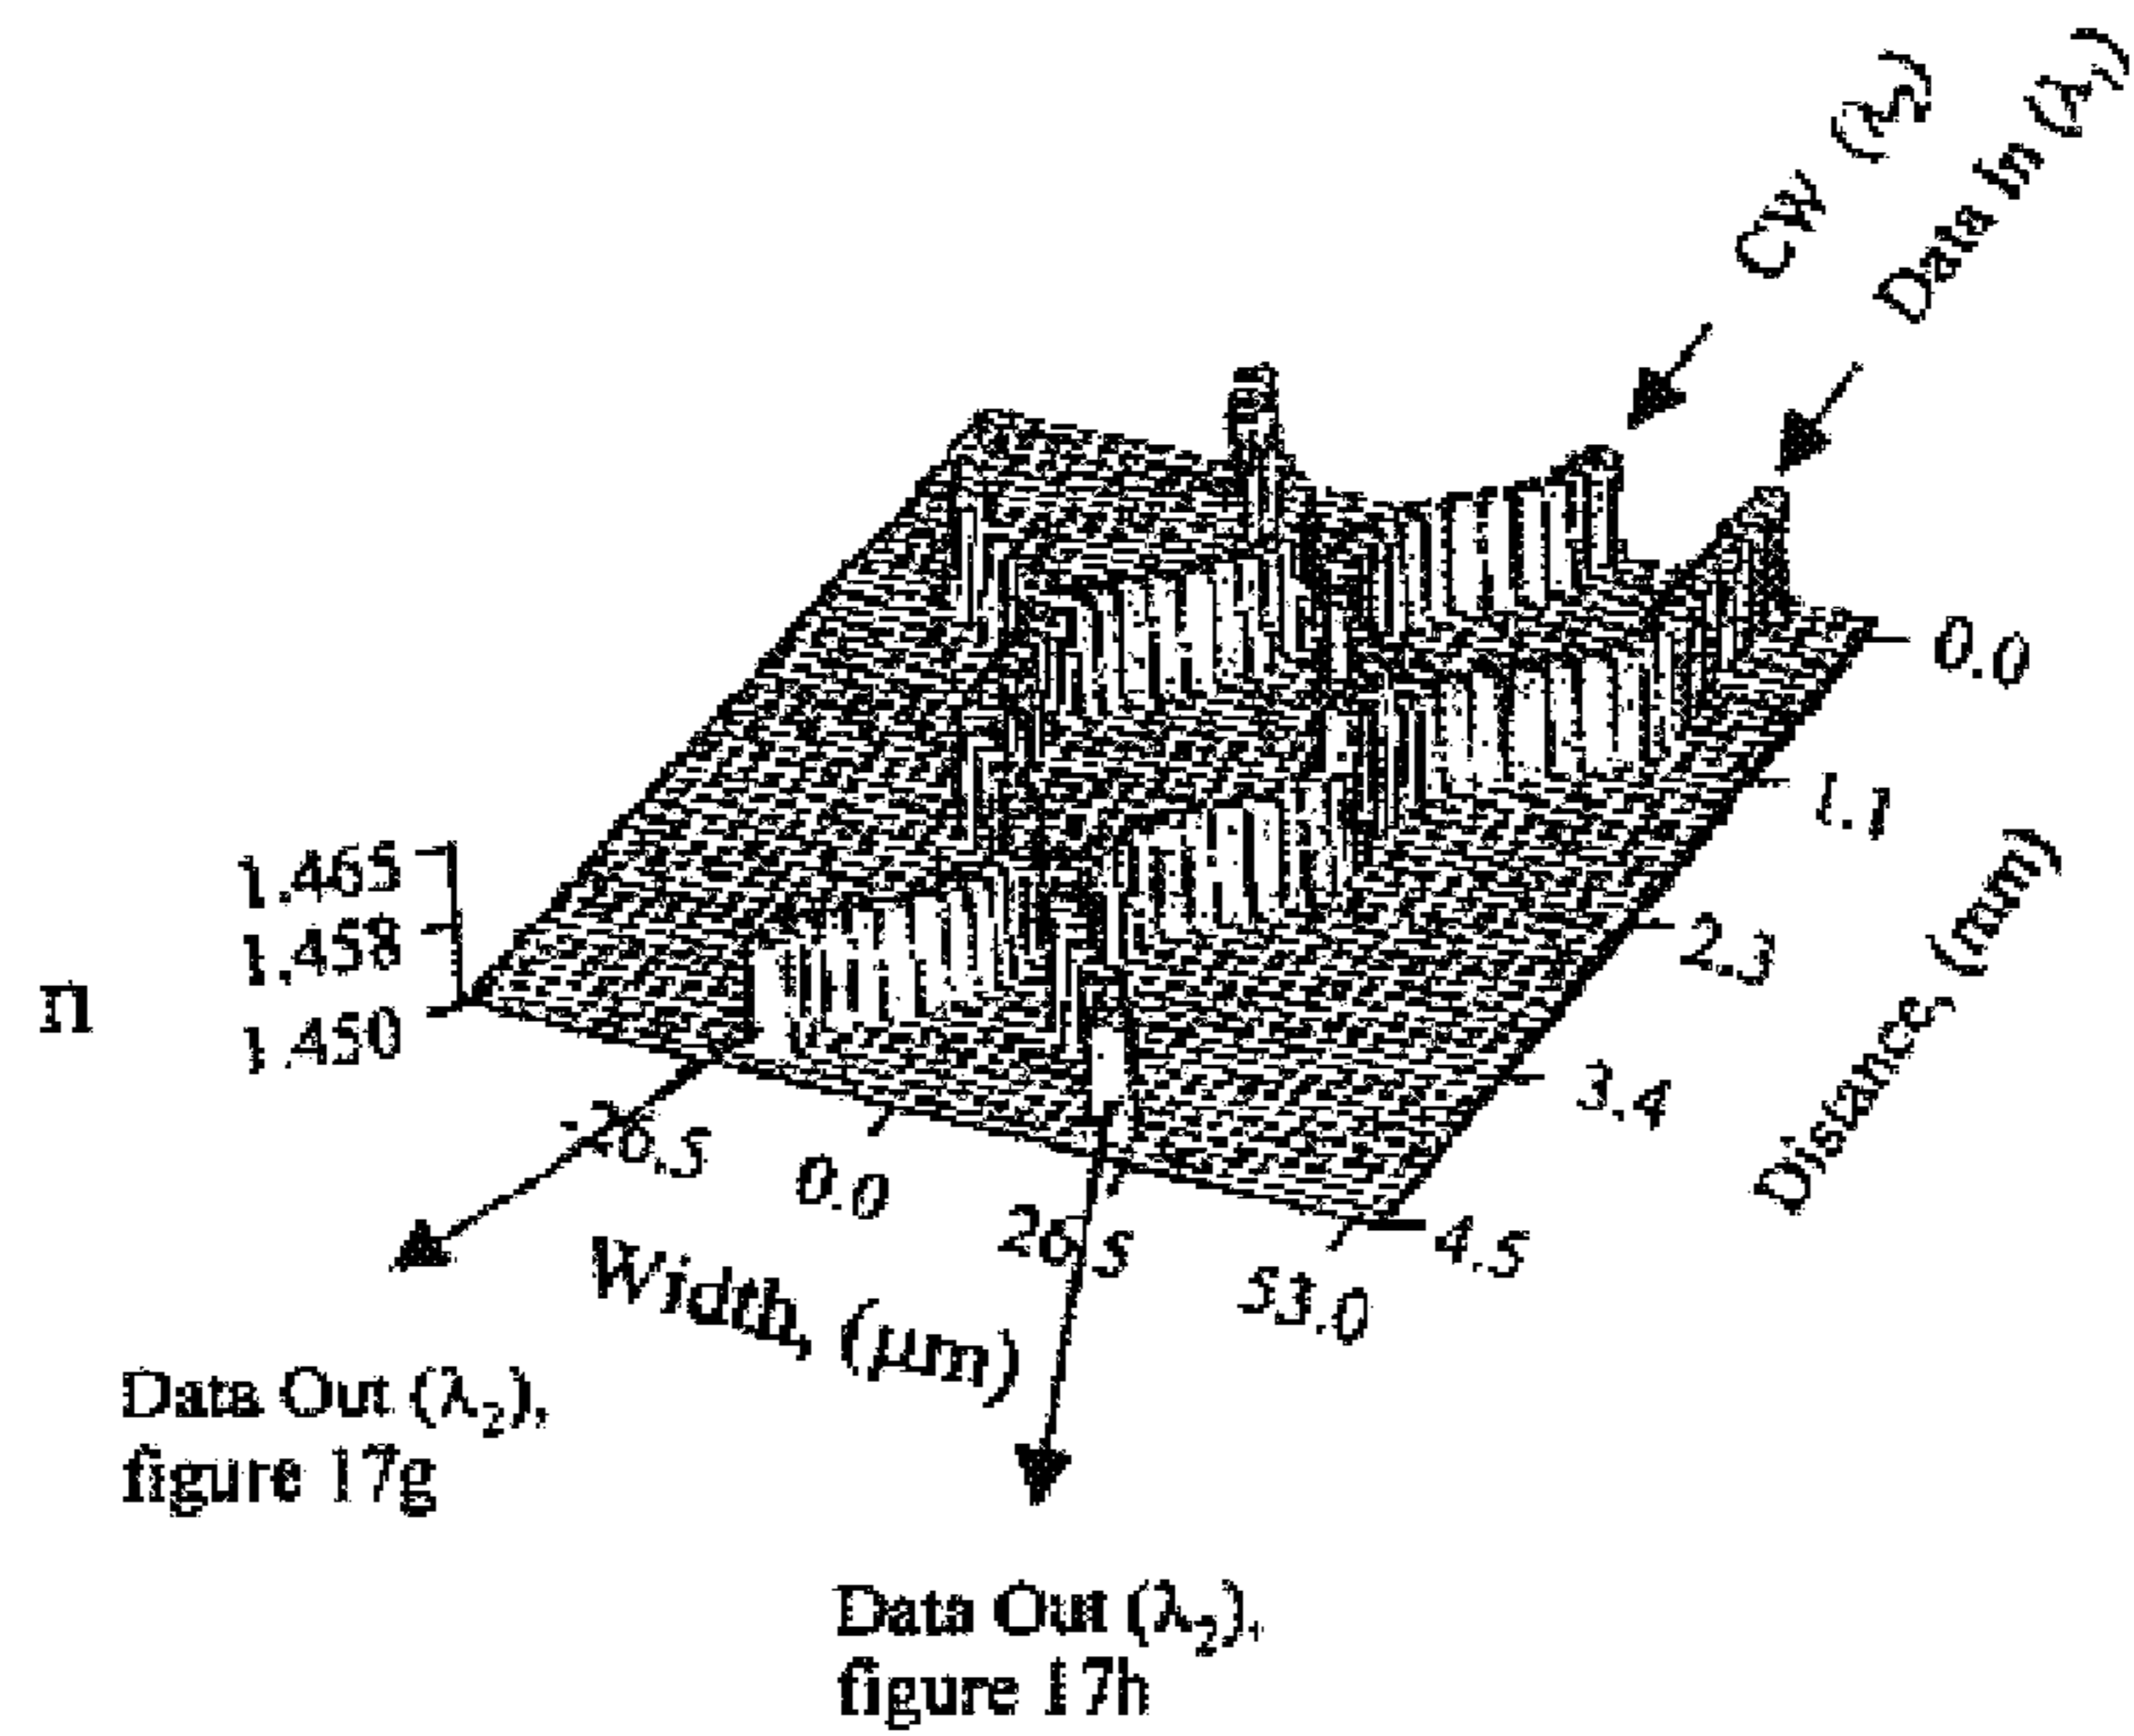 CW (λ₂)
Data In (λ₁)
0.0
1.1
2.3
3.4
4.5
Distance, (mm)
1.465
1.458
1.450
n
-26.5
0.0
26.5
53.0
Width, (μm)
Data Out (λ₂),
figure 17g
Data Out (λ₂),
figure 17h